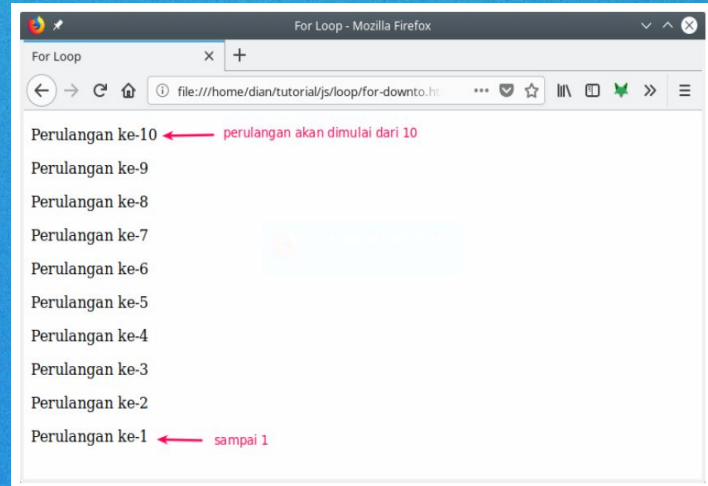 For Loop - Mozilla Firefox
For Loop
file:///home/dian/tutorial/js/loop/for-downto.ht
Perulangan ke-10
perulangan akan dimulai dari 10
Perulangan ke-9
Perulangan ke-8
Perulangan ke-7
Perulangan ke-6
Perulangan ke-5
Perulangan ke-4
Perulangan ke-3
Perulangan ke-2
Perulangan ke-1
sampai 1